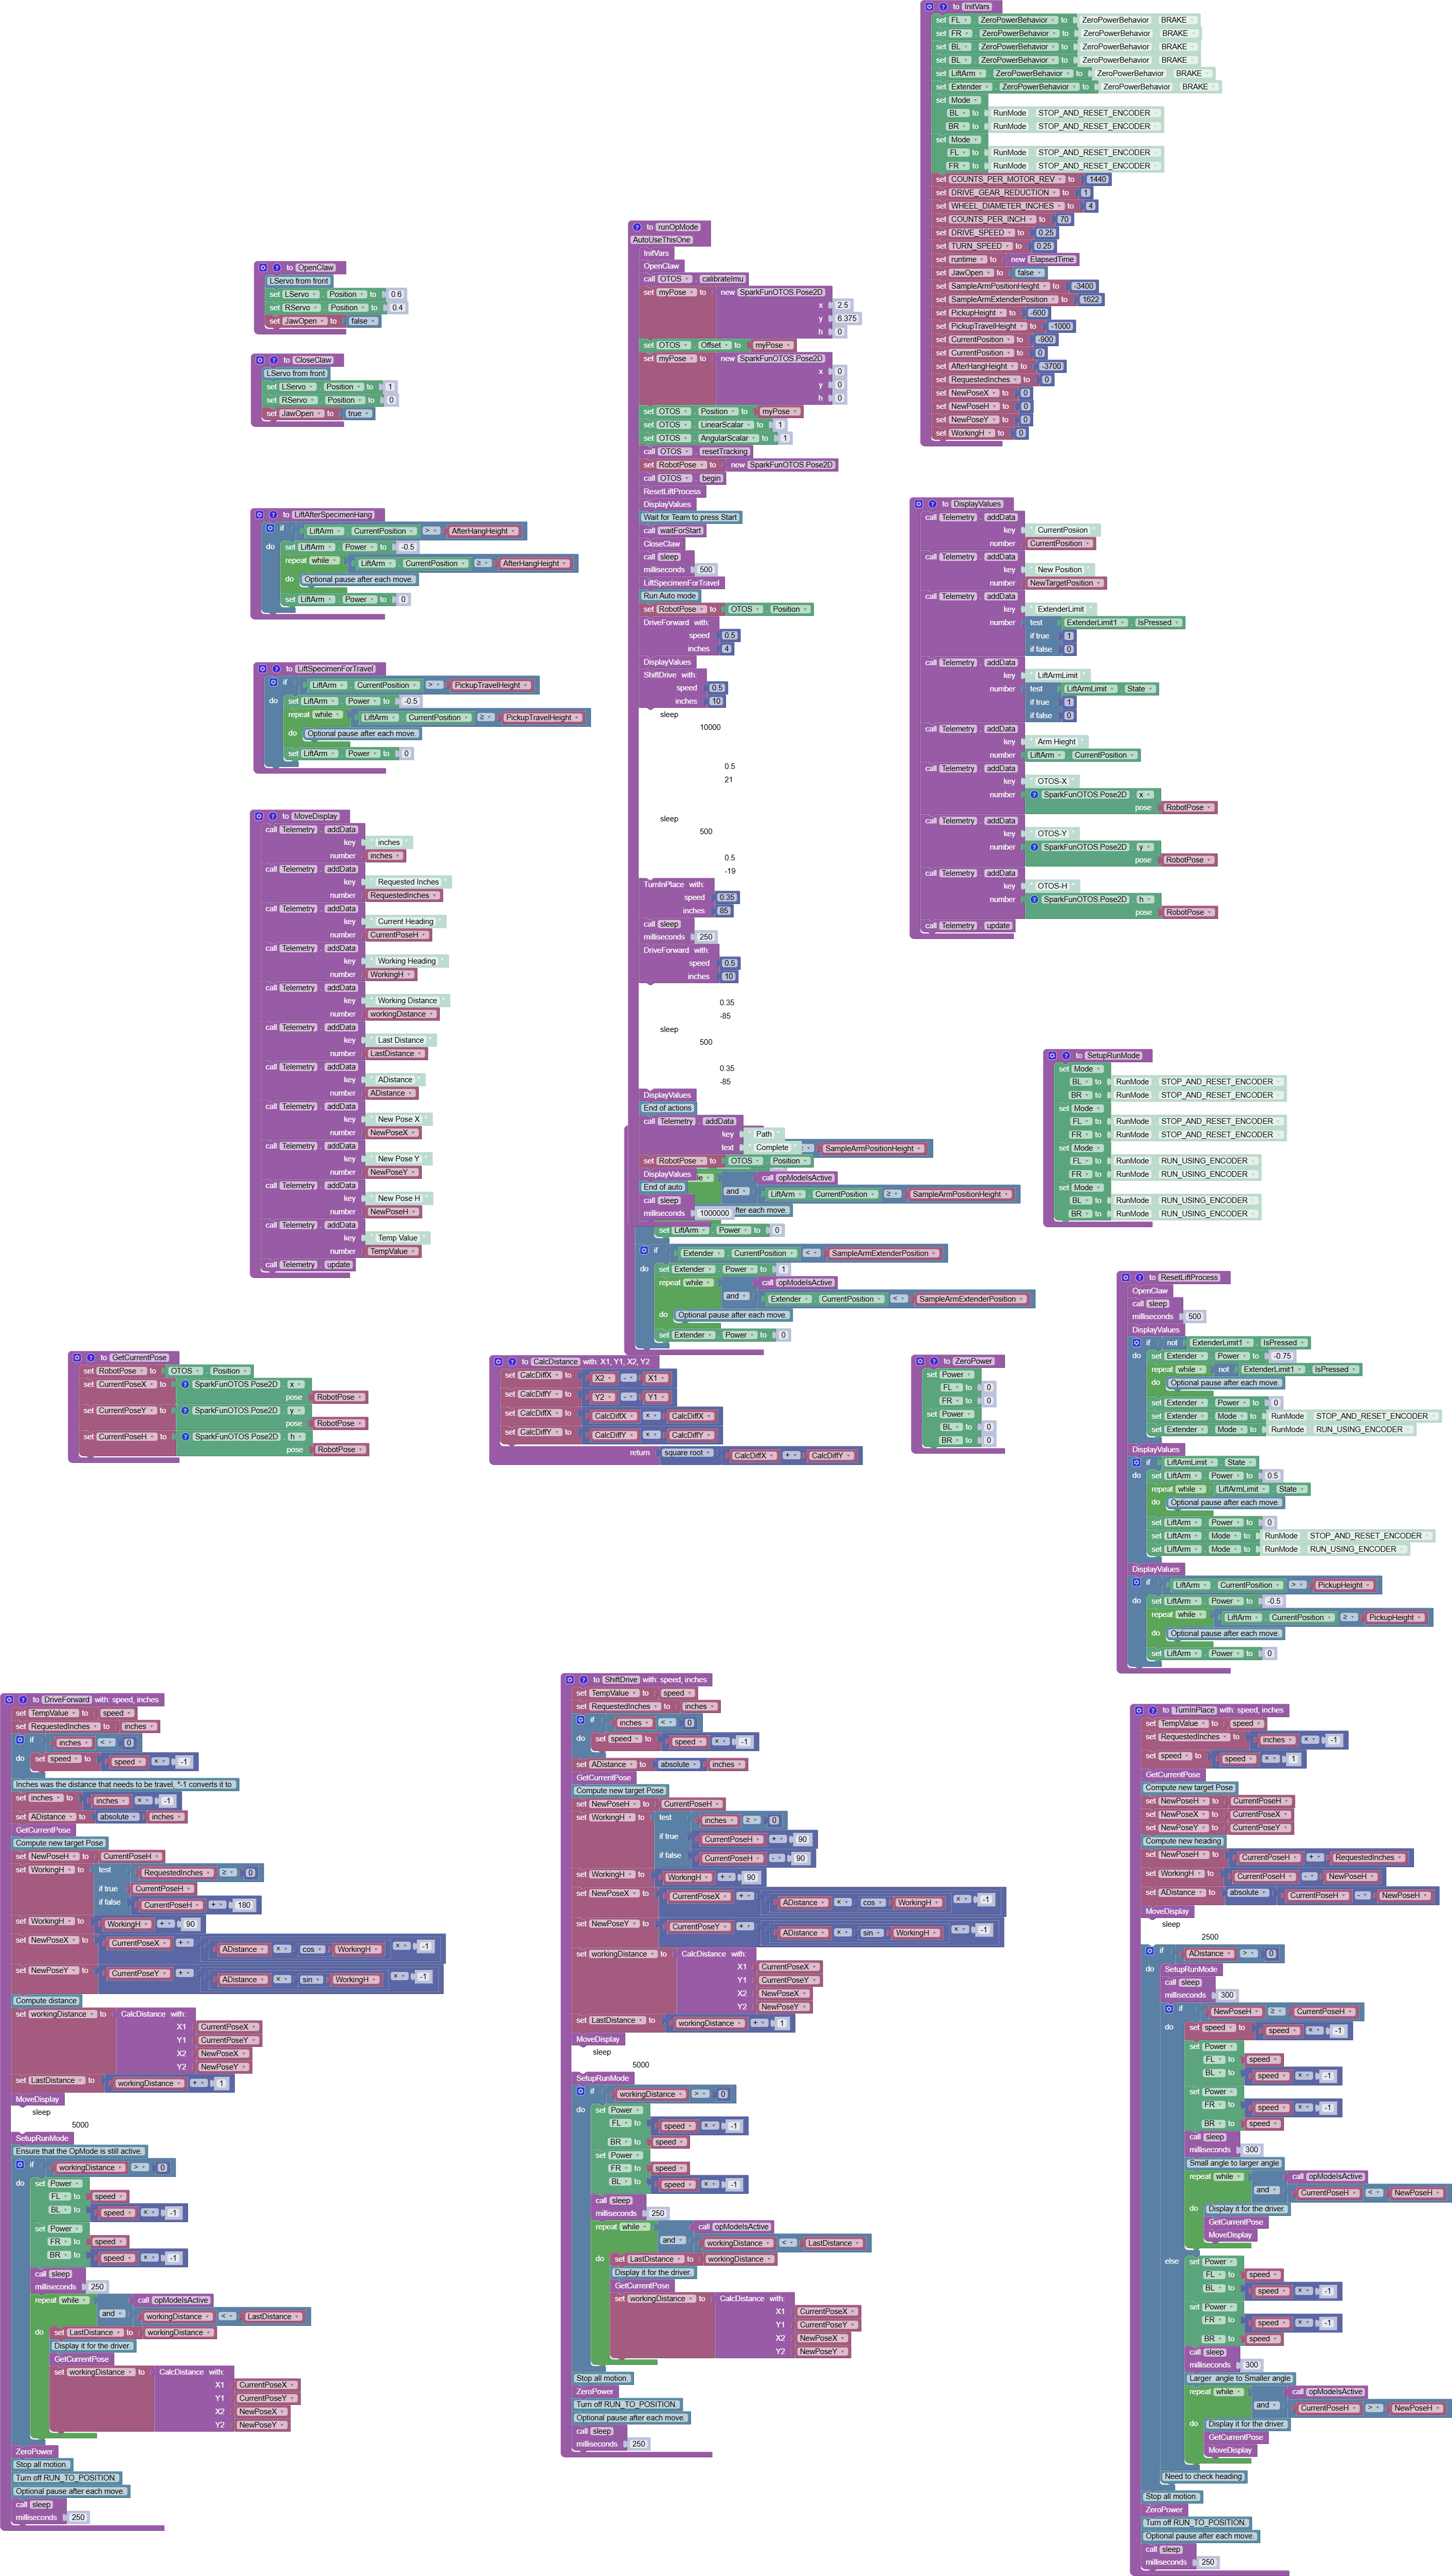 to InitVars
set FL . ZeroPowerBehavior to ZeroPowerBehavior BRAKE
set FR . ZeroPowerBehavior to ZeroPowerBehavior BRAKE
set BL . ZeroPowerBehavior to ZeroPowerBehavior BRAKE
set BL . ZeroPowerBehavior to ZeroPowerBehavior BRAKE
set LiftArm . ZeroPowerBehavior to ZeroPowerBehavior BRAKE
set Extender . ZeroPowerBehavior to ZeroPowerBehavior BRAKE
set Mode
BL to RunMode STOP_AND_RESET_ENCODER
BR to RunMode STOP_AND_RESET_ENCODER
set Mode
FL to RunMode STOP_AND_RESET_ENCODER
FR to RunMode STOP_AND_RESET_ENCODER
set COUNTS_PER_MOTOR_REV to 1440
set DRIVE_GEAR_REDUCTION to 1
set WHEEL_DIAMETER_INCHES to 4
set COUNTS_PER_INCH to 70
set DRIVE_SPEED to 0.25
set TURN_SPEED to 0.25
set runtime to new ElapsedTime
set JawOpen to false
set SampleArmPositionHeight to -3400
set SampleArmExtenderPosition to 1622
set PickupHeight to -600
set PickupTravelHeight to -1000
set CurrentPosition to -900
set CurrentPosition to 0
set AfterHangHeight to -3700
set RequestedInches to 0
set NewPoseX to 0
set NewPoseH to 0
set NewPoseY to 0
set WorkingH to 0
to OpenClaw
LServo from front
set LServo . Position to 0.6
set RServo . Position to 0.4
set JawOpen to false
to CloseClaw
LServo from front
set LServo . Position to 1
set RServo . Position to 0
set JawOpen to true
to LiftAfterSpecimenHang
if LiftArm . CurrentPosition > AfterHangHeight
do set LiftArm . Power to -0.5
repeat while LiftArm . CurrentPosition ≥ AfterHangHeight
do Optional pause after each move.
set LiftArm . Power to 0
to LiftSpecimenForTravel
if LiftArm . CurrentPosition > PickupTravelHeight
do set LiftArm . Power to -0.5
repeat while LiftArm . CurrentPosition ≥ PickupTravelHeight
do Optional pause after each move.
set LiftArm . Power to 0
to MoveDisplay
call Telemetry . addData
key " inches "
number inches
call Telemetry . addData
key " Requested Inches "
number RequestedInches
call Telemetry . addData
key " Current Heading "
number CurrentPoseH
call Telemetry . addData
key " Working Heading "
number WorkingH
call Telemetry . addData
key " Working Distance "
number workingDistance
call Telemetry . addData
key " Last Distance "
number LastDistance
call Telemetry . addData
key " ADistance "
number ADistance
call Telemetry . addData
key " New Pose X "
number NewPoseX
call Telemetry . addData
key " New Pose Y "
number NewPoseY
call Telemetry . addData
key " New Pose H "
number NewPoseH
call Telemetry . addData
key " Temp Value "
number TempValue
call Telemetry . update
to runOpMode
AutoUseThisOne
InitVars
OpenClaw
call OTOS . calibrateImu
set myPose to new SparkFunOTOS.Pose2D
x 2.5
y 6.375
h 0
set OTOS . Offset to myPose
set myPose to new SparkFunOTOS.Pose2D
x 0
y 0
h 0
set OTOS . Position to myPose
set OTOS . LinearScalar to 1
set OTOS . AngularScalar to 1
call OTOS . resetTracking
set RobotPose to new SparkFunOTOS.Pose2D
call OTOS . begin
ResetLiftProcess
DisplayValues
Wait for Team to press Start
call waitForStart
CloseClaw
call sleep
milliseconds 500
LiftSpecimenForTravel
Run Auto mode
set RobotPose to OTOS . Position
DriveForward with:
speed 0.5
inches 4
DisplayValues
ShiftDrive with:
speed 0.5
inches 10
sleep
10000
0.5
21
sleep
500
0.5
-19
TurnInPlace with:
speed 0.35
inches 85
call sleep
milliseconds 250
DriveForward with:
speed 0.5
inches 10
0.35
-85
sleep
500
0.35
-85
DisplayValues
End of actions
call Telemetry . addData
key " Path "
text " Complete " SampleArmPositionHeight
set RobotPose to OTOS . Position
DisplayValues le call opModeIsActive
End of auto and LiftArm . CurrentPosition ≥ SampleArmPositionHeight
call sleep
milliseconds 1000000 fter each move.
set LiftArm . Power to 0
if Extender . CurrentPosition < SampleArmExtenderPosition
do set Extender . Power to 1
repeat while call opModeIsActive
and Extender . CurrentPosition < SampleArmExtenderPosition
do Optional pause after each move.
set Extender . Power to 0
to DisplayValues
call Telemetry . addData
key " CurrentPosiion "
number CurrentPosition
call Telemetry . addData
key " New Position "
number NewTargetPosition
call Telemetry . addData
key " ExtenderLimit "
number test ExtenderLimit1 . IsPressed
if true 1
if false 0
call Telemetry . addData
key " LiftArmLimit "
number test LiftArmLimit . State
if true 1
if false 0
call Telemetry . addData
key " Arm Hieght "
number LiftArm . CurrentPosition
call Telemetry . addData
key " OTOS-X "
number SparkFunOTOS.Pose2D . x
pose RobotPose
call Telemetry . addData
key " OTOS-Y "
number SparkFunOTOS.Pose2D . y
pose RobotPose
call Telemetry . addData
key " OTOS-H "
number SparkFunOTOS.Pose2D . h
pose RobotPose
call Telemetry . update
to SetupRunMode
set Mode
BL to RunMode STOP_AND_RESET_ENCODER
BR to RunMode STOP_AND_RESET_ENCODER
set Mode
FL to RunMode STOP_AND_RESET_ENCODER
FR to RunMode STOP_AND_RESET_ENCODER
set Mode
FL to RunMode RUN_USING_ENCODER
FR to RunMode RUN_USING_ENCODER
set Mode
BL to RunMode RUN_USING_ENCODER
BR to RunMode RUN_USING_ENCODER
to GetCurrentPose
set RobotPose to OTOS . Position
set CurrentPoseX to SparkFunOTOS.Pose2D . x
pose RobotPose
set CurrentPoseY to SparkFunOTOS.Pose2D . y
pose RobotPose
set CurrentPoseH to SparkFunOTOS.Pose2D . h
pose RobotPose
to CalcDistance with: X1, Y1, X2, Y2
set CalcDiffX to X2 - X1
set CalcDiffY to Y2 - Y1
set CalcDiffX to CalcDiffX × CalcDiffX
set CalcDiffY to CalcDiffY × CalcDiffY
return square root CalcDiffX + CalcDiffY
to ZeroPower
set Power
FL to 0
FR to 0
set Power
BL to 0
BR to 0
to ResetLiftProcess
OpenClaw
call sleep
milliseconds 500
DisplayValues
if not ExtenderLimit1 . IsPressed
do set Extender . Power to -0.75
repeat while not ExtenderLimit1 . IsPressed
do Optional pause after each move.
set Extender . Power to 0
set Extender . Mode to RunMode STOP_AND_RESET_ENCODER
set Extender . Mode to RunMode RUN_USING_ENCODER
DisplayValues
if LiftArmLimit . State
do set LiftArm . Power to 0.5
repeat while LiftArmLimit . State
do Optional pause after each move.
set LiftArm . Power to 0
set LiftArm . Mode to RunMode STOP_AND_RESET_ENCODER
set LiftArm . Mode to RunMode RUN_USING_ENCODER
DisplayValues
if LiftArm . CurrentPosition > PickupHeight
do set LiftArm . Power to -0.5
repeat while LiftArm . CurrentPosition ≥ PickupHeight
do Optional pause after each move.
set LiftArm . Power to 0
to DriveForward with: speed, inches
set TempValue to speed
set RequestedInches to inches
if inches < 0
do set speed to speed × -1
Inches was the distance that needs to be travel, *-1 converts it to
set inches to inches × -1
set ADistance to absolute inches
GetCurrentPose
Compute new target Pose
set NewPoseH to CurrentPoseH
set WorkingH to test RequestedInches ≥ 0
if true CurrentPoseH
if false CurrentPoseH + 180
set WorkingH to WorkingH + 90
set NewPoseX to CurrentPoseX + ADistance × cos WorkingH × -1
set NewPoseY to CurrentPoseY + ADistance × sin WorkingH × -1
Compute distance
set workingDistance to CalcDistance with:
X1 CurrentPoseX
Y1 CurrentPoseY
X2 NewPoseX
Y2 NewPoseY
set LastDistance to workingDistance + 1
MoveDisplay
sleep
5000
SetupRunMode
Ensure that the OpMode is still active.
if workingDistance > 0
do set Power
FL to speed
BL to speed × -1
set Power
FR to speed
BR to speed × -1
call sleep
milliseconds 250
repeat while call opModeIsActive
and workingDistance < LastDistance
do set LastDistance to workingDistance
Display it for the driver.
GetCurrentPose
set workingDistance to CalcDistance with:
X1 CurrentPoseX
Y1 CurrentPoseY
X2 NewPoseX
Y2 NewPoseY
ZeroPower
Stop all motion.
Turn off RUN_TO_POSITION.
Optional pause after each move.
call sleep
milliseconds 250
to ShiftDrive with: speed, inches
set TempValue to speed
set RequestedInches to inches
if inches < 0
do set speed to speed × -1
set ADistance to absolute inches
GetCurrentPose
Compute new target Pose
set NewPoseH to CurrentPoseH
set WorkingH to test inches ≥ 0
if true CurrentPoseH + 90
if false CurrentPoseH - 90
set WorkingH to WorkingH + 90
set NewPoseX to CurrentPoseX + ADistance × cos WorkingH × -1
set NewPoseY to CurrentPoseY + ADistance × sin WorkingH × -1
set workingDistance to CalcDistance with:
X1 CurrentPoseX
Y1 CurrentPoseY
X2 NewPoseX
Y2 NewPoseY
set LastDistance to workingDistance + 1
MoveDisplay
sleep
5000
SetupRunMode
if workingDistance > 0
do set Power
FL to speed × -1
BR to speed
set Power
FR to speed
BL to speed × -1
call sleep
milliseconds 250
repeat while call opModeIsActive
and workingDistance < LastDistance
do set LastDistance to workingDistance
Display it for the driver.
GetCurrentPose
set workingDistance to CalcDistance with:
X1 CurrentPoseX
Y1 CurrentPoseY
X2 NewPoseX
Y2 NewPoseY
Stop all motion.
ZeroPower
Turn off RUN_TO_POSITION.
Optional pause after each move.
call sleep
milliseconds 250
to TurnInPlace with: speed, inches
set TempValue to speed
set RequestedInches to inches × -1
set speed to speed × 1
GetCurrentPose
Compute new target Pose
set NewPoseH to CurrentPoseH
set NewPoseX to CurrentPoseX
set NewPoseY to CurrentPoseY
Compute new heading
set NewPoseH to CurrentPoseH + RequestedInches
set WorkingH to CurrentPoseH - NewPoseH
set ADistance to absolute CurrentPoseH - NewPoseH
MoveDisplay
sleep
2500
if ADistance > 0
do SetupRunMode
call sleep
milliseconds 300
if NewPoseH ≥ CurrentPoseH
do set speed to speed × -1
set Power
FL to speed
BL to speed × -1
set Power
FR to speed × -1
BR to speed
call sleep
milliseconds 300
Small angle to larger angle
repeat while call opModeIsActive
and CurrentPoseH < NewPoseH
do Display it for the driver.
GetCurrentPose
MoveDisplay
else set Power
FL to speed
BL to speed × -1
set Power
FR to speed × -1
BR to speed
call sleep
milliseconds 300
Larger angle to Smaller angle
repeat while call opModeIsActive
and CurrentPoseH > NewPoseH
do Display it for the driver.
GetCurrentPose
MoveDisplay
Need to check heading
Stop all motion.
ZeroPower
Turn off RUN_TO_POSITION.
Optional pause after each move.
call sleep
milliseconds 250